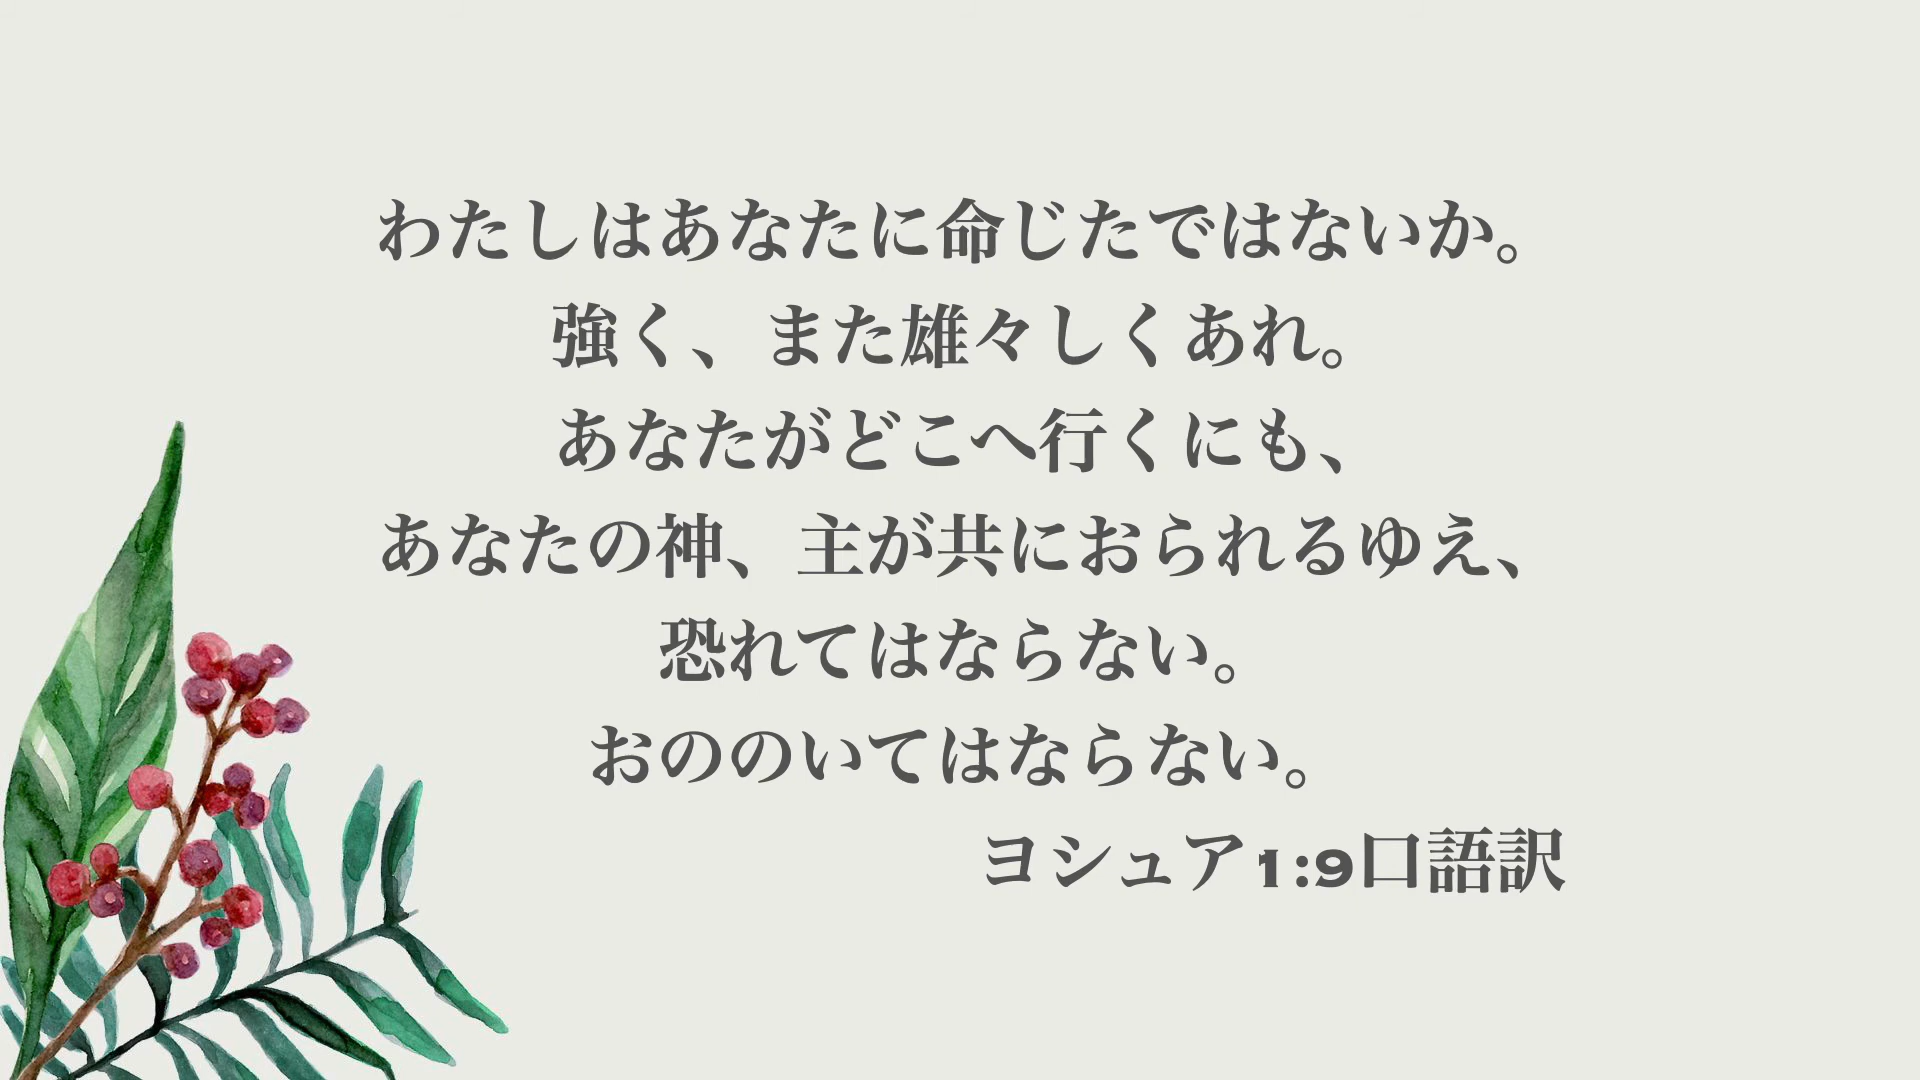 わたしはあなたに命じたではないか。
強く、また雄々しくあれ。
あなたがどこへ行くにも、
あなたの神、主が共におられるゆえ、
恐れてはならない。
おののいてはならない。
ヨシュア1:9口語訳